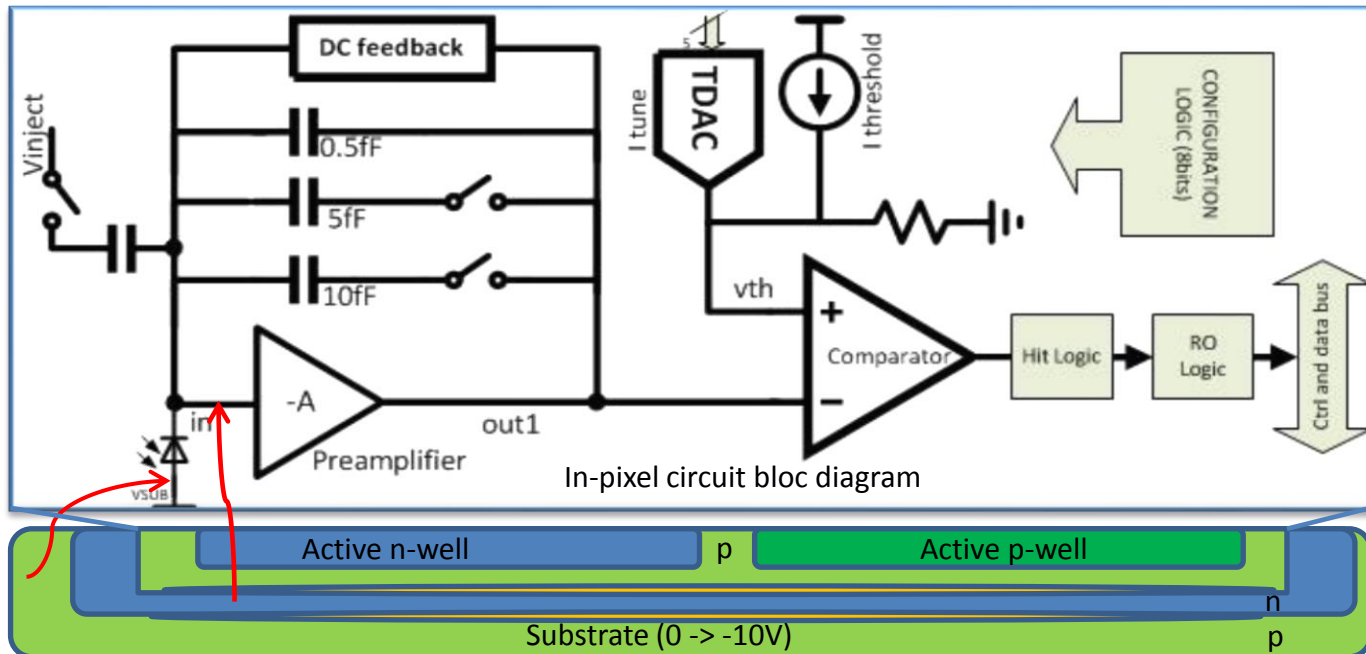 DC feedback
0.5fF
5fF
10fF
Vinject
in
-A
Preamplifier
out1
VSUB
5
TDAC
I tune
I threshold
vth
+
−
Comparator
Hit Logic
RO
Logic
Ctrl and data bus
CONFIGURATION
LOGIC (8bits)
In-pixel circuit bloc diagram
Active n-well
p
Active p-well
n
Substrate (0 -> -10V)
p